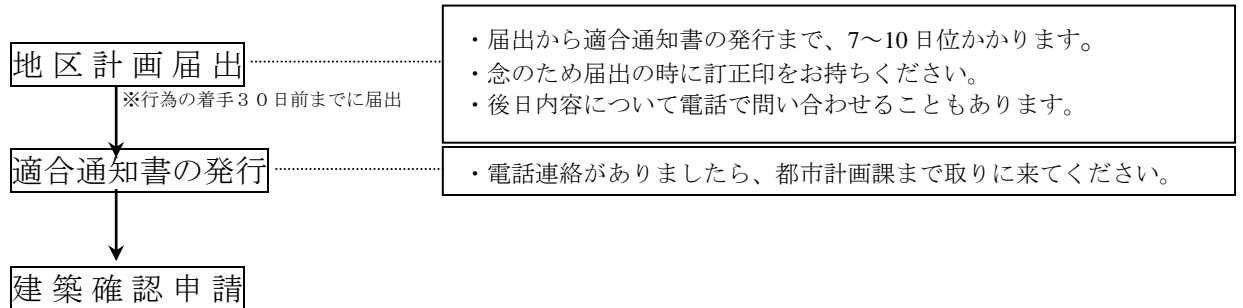 地区計画届出
※行為の着手３０日前までに届出
・届出から適合通知書の発行まで、7～10日位かかります。
・念のため届出の時に訂正印をお持ちください。
・後日内容について電話で問い合わせることもあります。
適合通知書の発行
・電話連絡がありましたら、都市計画課まで取りに来てください。
建築確認申請